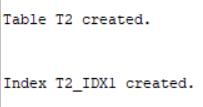 Table T2 created.
Index T2_IDX1 created.